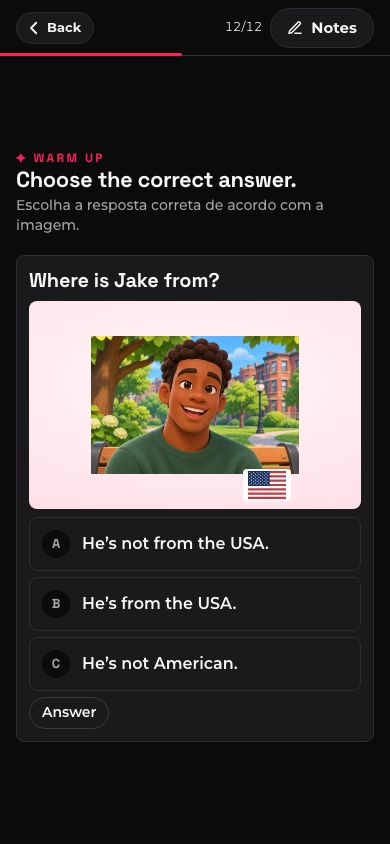 Back
12/12
Notes
WARM UP
Choose the correct answer.
Escolha a resposta correta de acordo com a
imagem.
Where is Jake from?
A He's not from the USA.
B He's from the USA.
C He's not American.
Answer